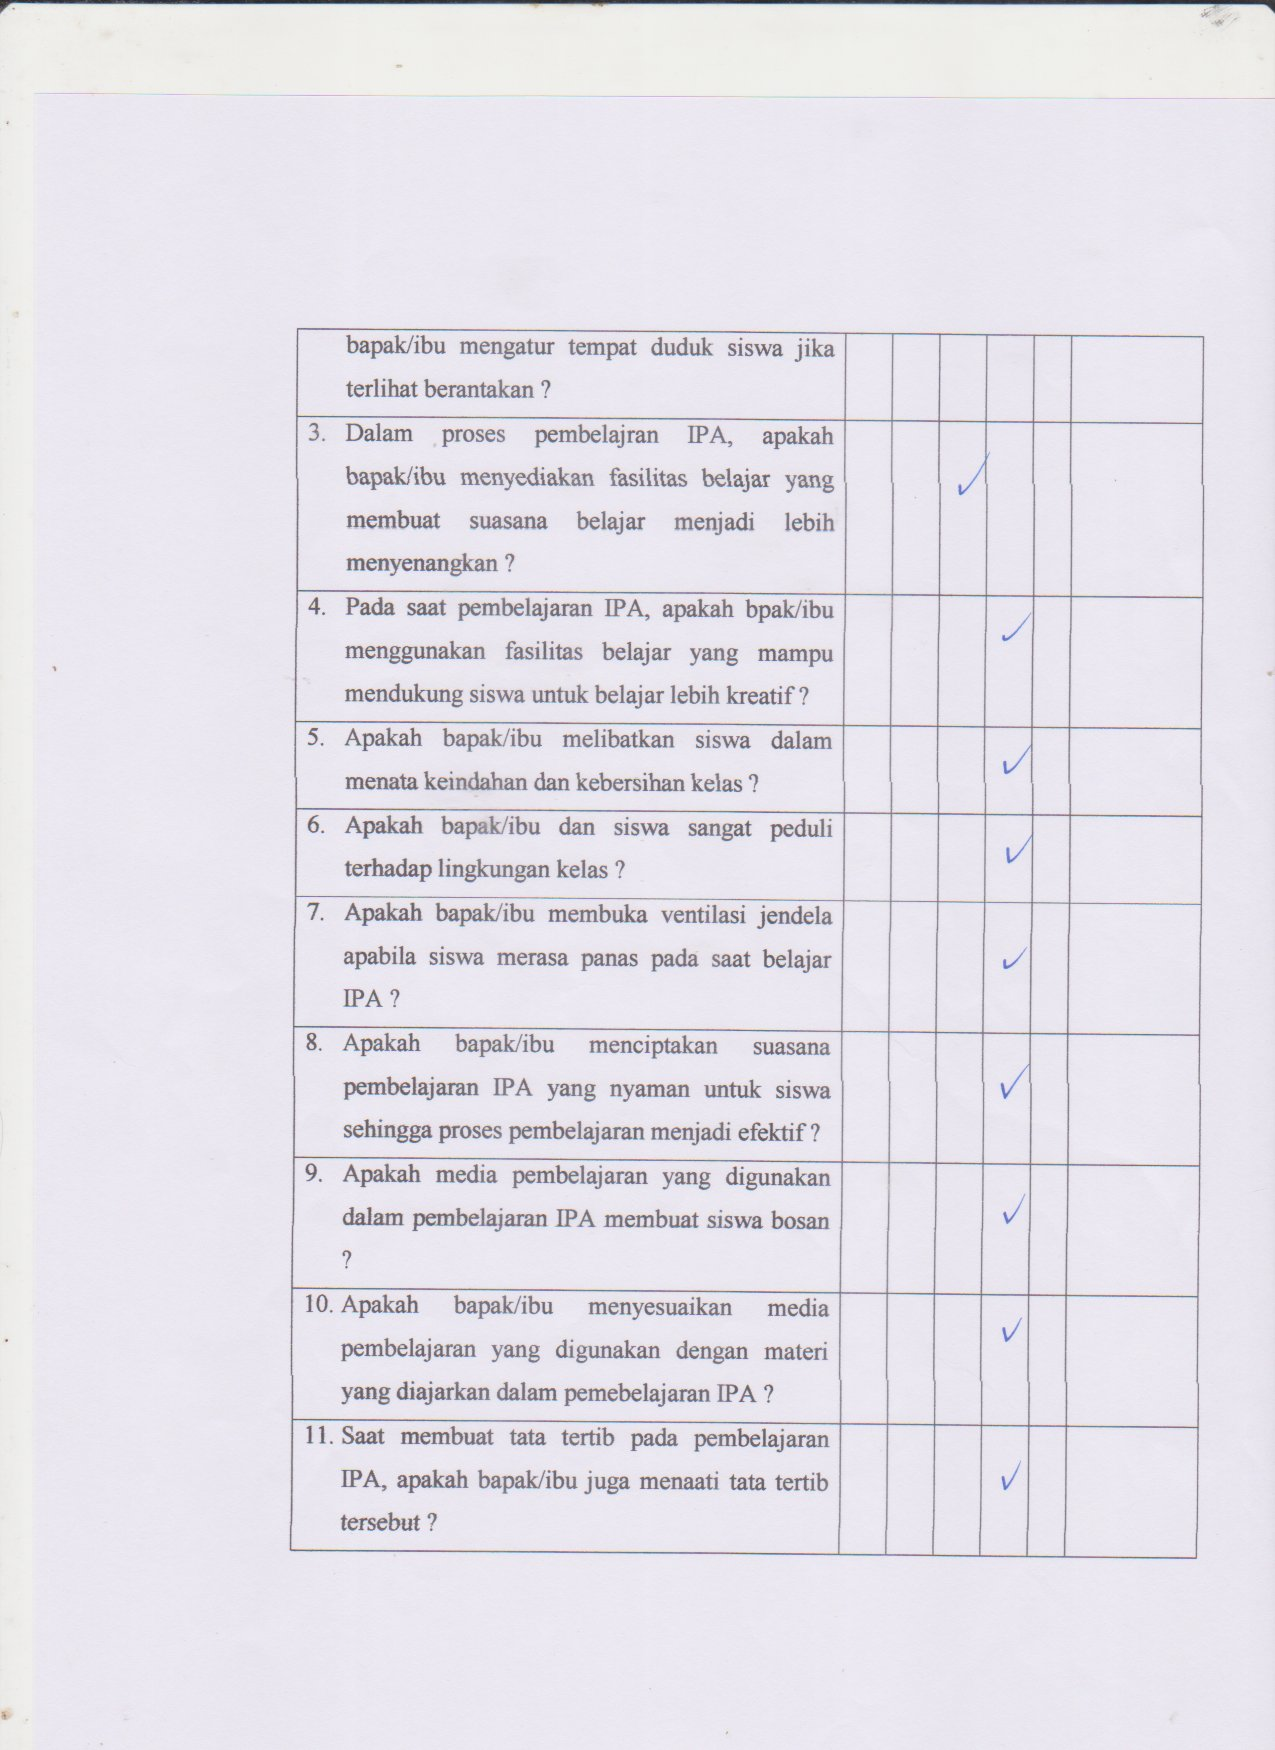 bapak/ibu mengatur tempat duduk siswa jika
terlihat berantakan ?
3. Dalam proses pembelajran IPA, apakah
bapak/ibu menyediakan fasilitas belajar yang
membuat suasana belajar menjadi lebih
menyenangkan ?
4. Pada saat pembelajaran IPA, apakah bpak/ibu
menggunakan fasilitas belajar yang mampu
mendukung siswa untuk belajar lebih kreatif ?
5. Apakah bapak/ibu melibatkan siswa dalam
menata keindahan dan kebersihan kelas ?
6. Apakah bapak/ibu dan siswa sangat peduli
terhadap lingkungan kelas ?
7. Apakah bapak/ibu membuka ventilasi jendela
apabila siswa merasa panas pada saat belajar
IPA ?
8. Apakah bapak/ibu menciptakan suasana
pembelajaran IPA yang nyaman untuk siswa
sehingga proses pembelajaran menjadi efektif ?
9. Apakah media pembelajaran yang digunakan
dalam pembelajaran IPA membuat siswa bosan
?
10. Apakah bapak/ibu menyesuaikan media
pembelajaran yang digunakan dengan materi
yang diajarkan dalam pemebelajaran IPA ?
11. Saat membuat tata tertib pada pembelajaran
IPA, apakah bapak/ibu juga menaati tata tertib
tersebut ?